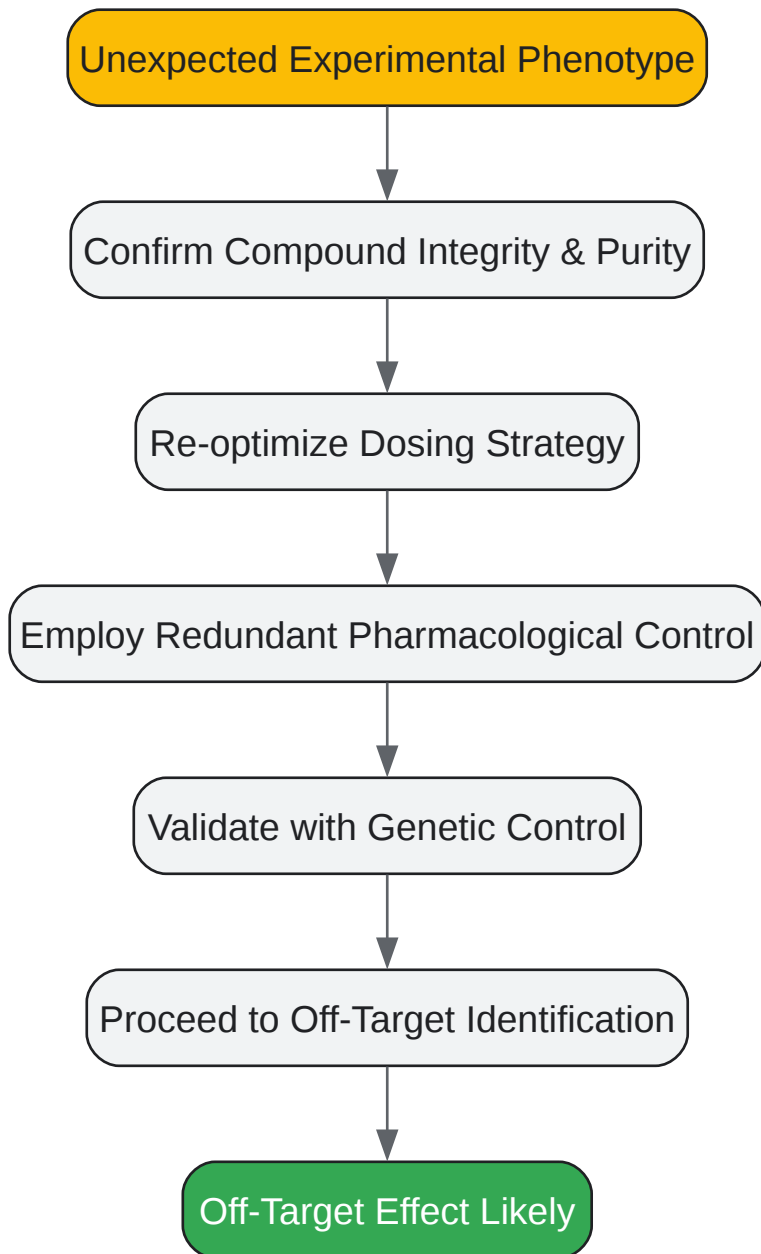 Unexpected Experimental Phenotype
Confirm Compound Integrity & Purity
Re-optimize Dosing Strategy
Employ Redundant Pharmacological Control
Validate with Genetic Control
Proceed to Off-Target Identification
Off-Target Effect Likely